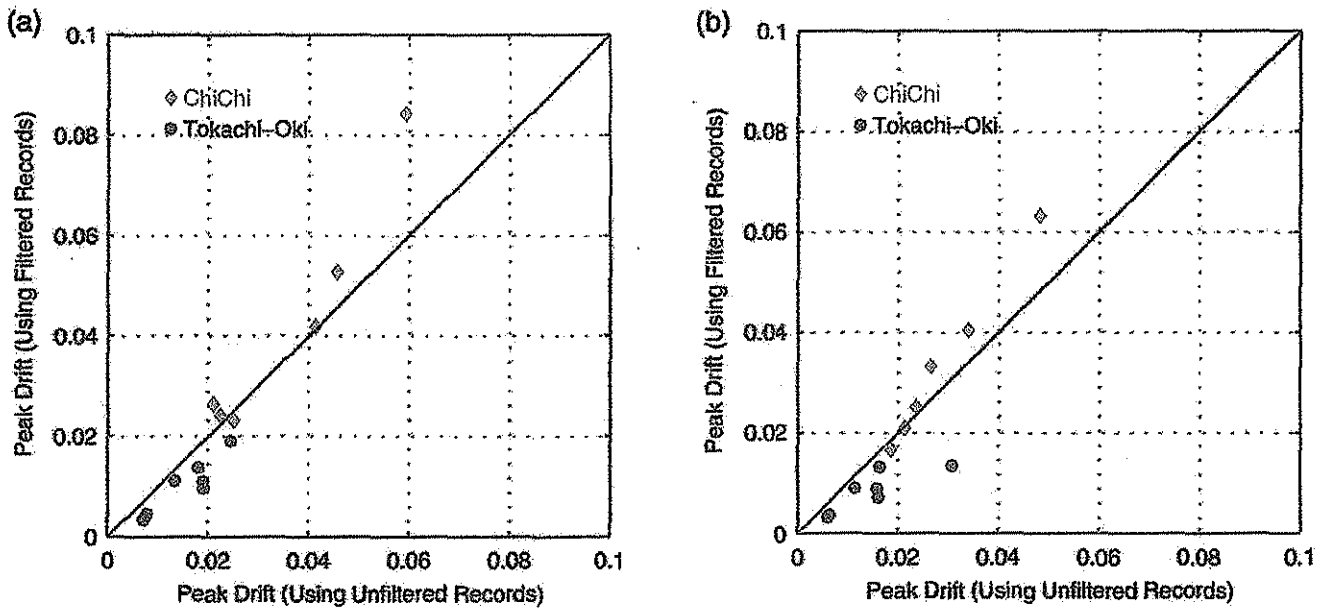 (a)
0.1
0.08
0.06
0.04
0.02
0
Peak Drift (Using Filtered Records)
ChiChi
Tokachi-Oki
0 0.02 0.04 0.06 0.08 0.1
Peak Drift (Using Unfiltered Records)
(b)
0.1
0.08
0.06
0.04
0.02
0
Peak Drift (Using Filtered Records)
ChiChi
Tokachi-Oki
0 0.02 0.04 0.06 0.08 0.1
Peak Drift (Using Unfiltered Records)